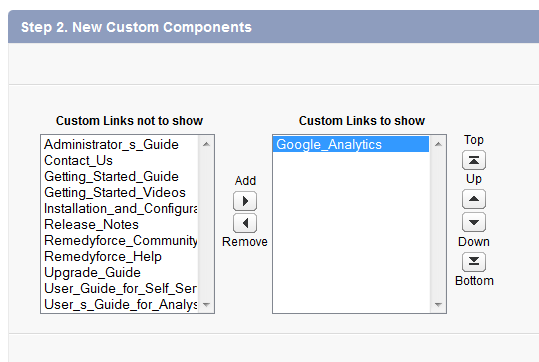 Step 2. New Custom Components
Custom Links not to show
Custom Links to show
Administrator_s_Guide
Contact_Us
Getting_Started_Guide
Getting_Started_Videos
Installation_and_Configura
Release_Notes
Remedyforce_Community
Remedyforce_Help
Upgrade_Guide
User_Guide_for_Self_Ser
User_s_Guide_for_Analys
Add
Remove
Google_Analytics
Top
Up
Down
Bottom